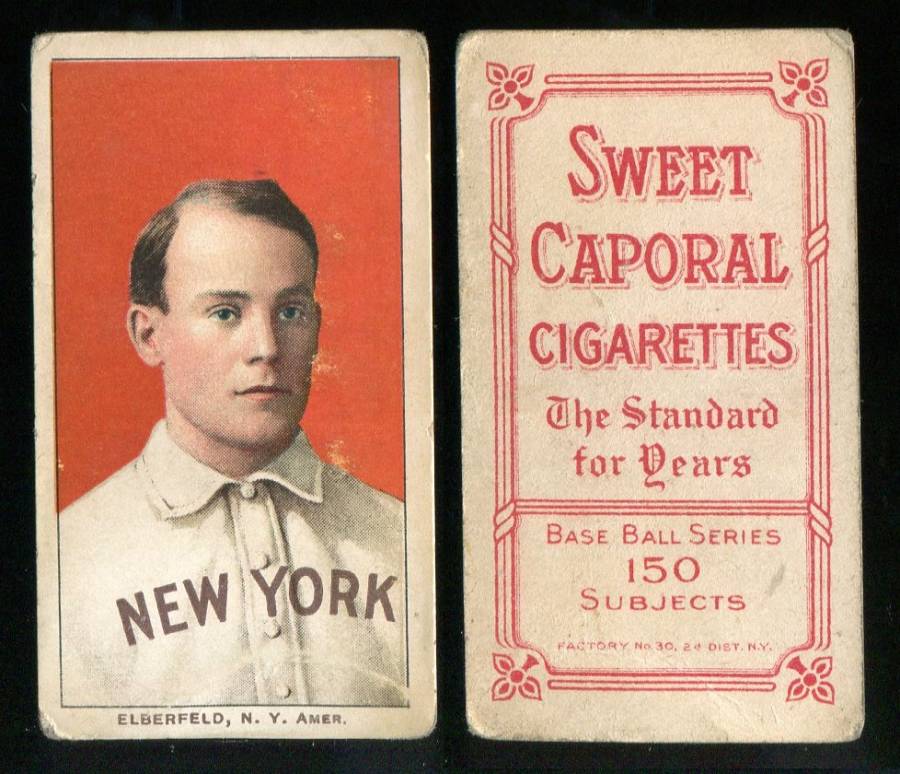 NEW YORK
ELBERFELD, N. Y. AMER.
SWEET
CAPORAL
CIGARETTES
The Standard
for Years
BASE BALL SERIES
150
SUBJECTS
FACTORY No 30, 2d DIST. N.Y.